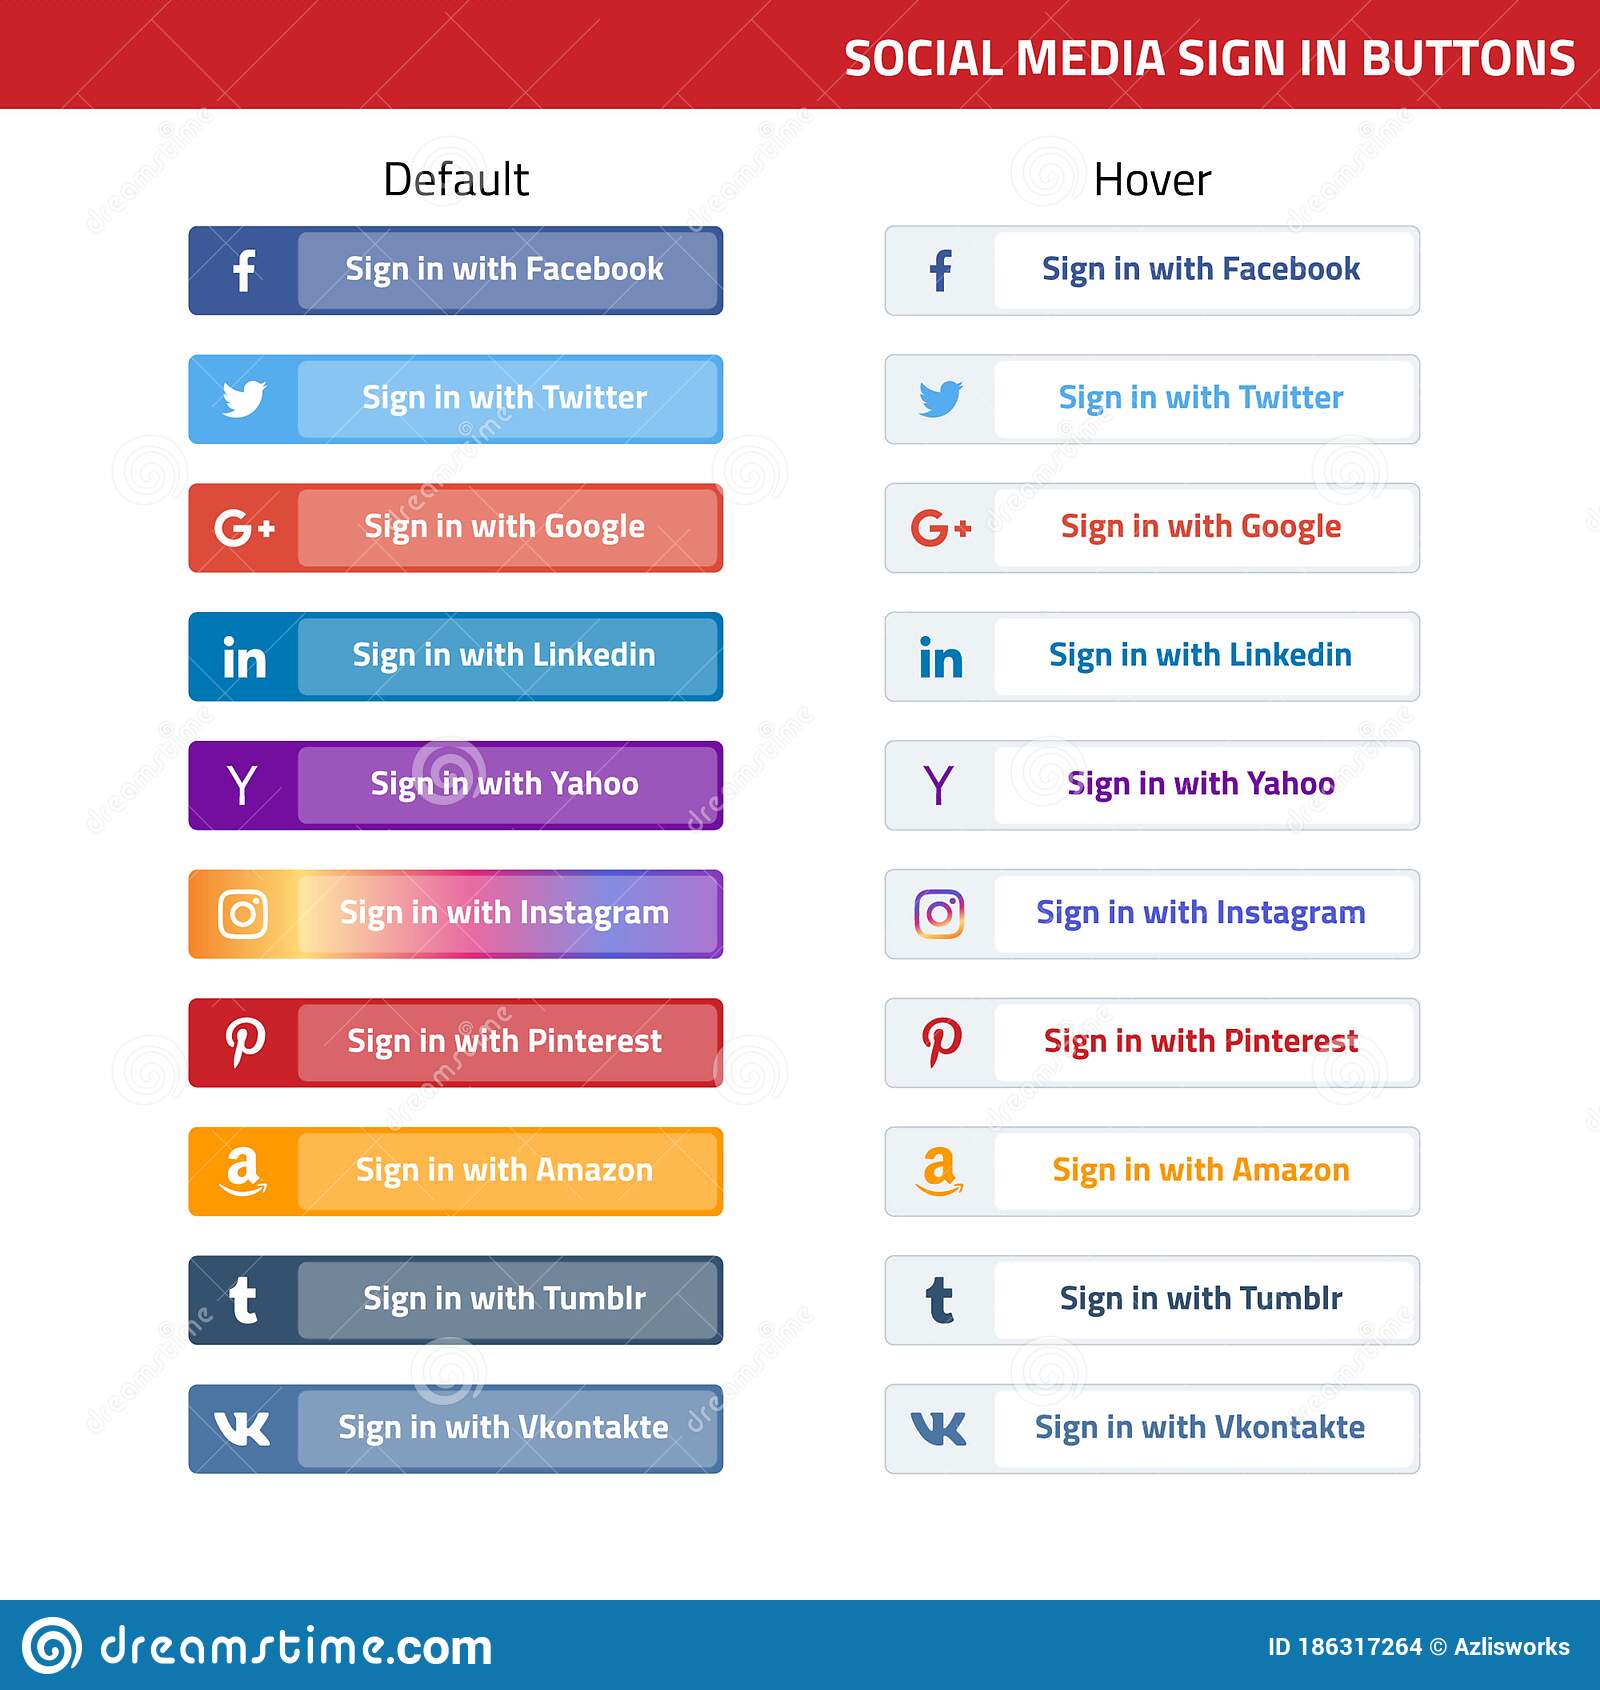 SOCIAL MEDIA SIGN IN BUTTONS
Default
Hover
Sign in with Facebook
Sign in with Facebook
Sign in with Twitter
Sign in with Twitter
G+
Sign in with Google
G+
Sign in with Google
in
Sign in with Linkedin
in
Sign in with Linkedin
Y
Sign in with Yahoo
Y
Sign in with Yahoo
Sign in with Instagram
Sign in with Instagram
Sign in with Pinterest
Sign in with Pinterest
a
Sign in with Amazon
a
Sign in with Amazon
t
Sign in with Tumblr
t
Sign in with Tumblr
VK
Sign in with Vkontakte
VK
Sign in with Vkontakte
dreamstime.com
ID 186317264 © Azlisworks